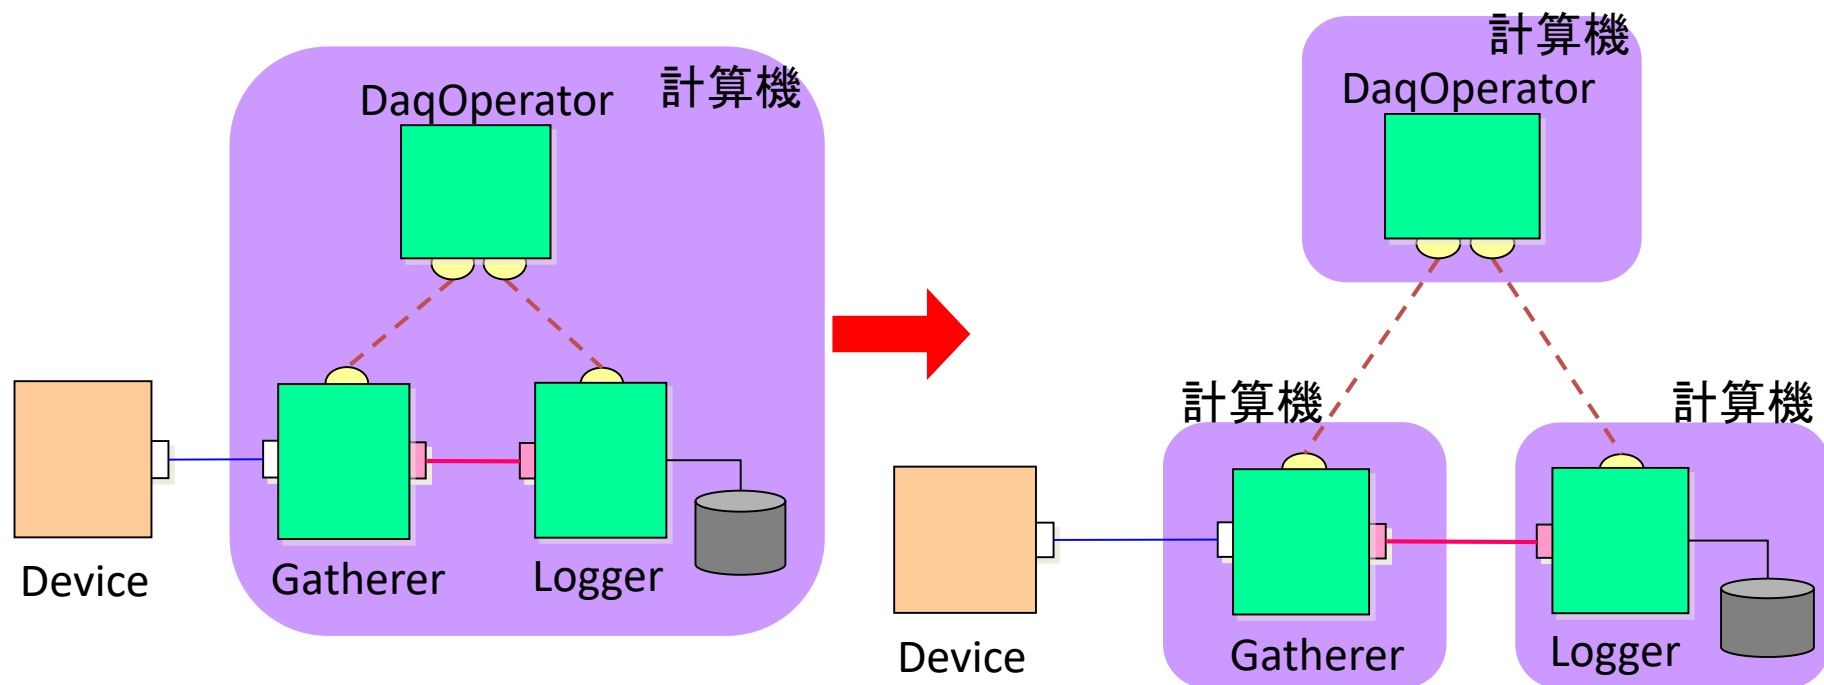 計算機
DaqOperator
Device
Gatherer
Logger
計算機
DaqOperator
計算機
計算機
Device
Gatherer
Logger